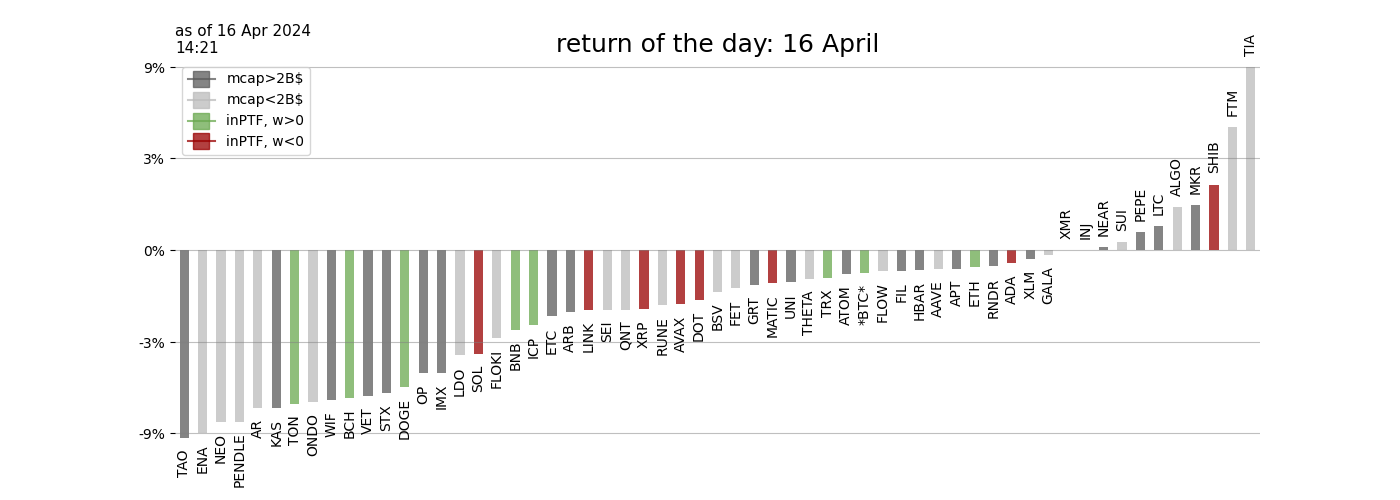 as of 16 Apr 2024
14:21
return of the day: 16 April
9%
3%
0%
-3%
-9%
mcap>2B$
mcap<2B$
inPTF, w>0
inPTF, w<0
TAO
ENA
NEO
PENDLE
AR
KAS
TON
ONDO
WIF
BCH
VET
STX
DOGE
OP
IMX
LDO
SOL
FLOKI
BNB
ICP
ETC
ARB
LINK
SEI
QNT
XRP
RUNE
AVAX
DOT
BSV
FET
GRT
MATIC
UNI
THETA
TRX
ATOM
*BTC*
FLOW
FIL
HBAR
AAVE
APT
ETH
RNDR
ADA
XLM
GALA
XMR
INJ
NEAR
SUI
PEPE
LTC
ALGO
MKR
SHIB
FTM
TIA